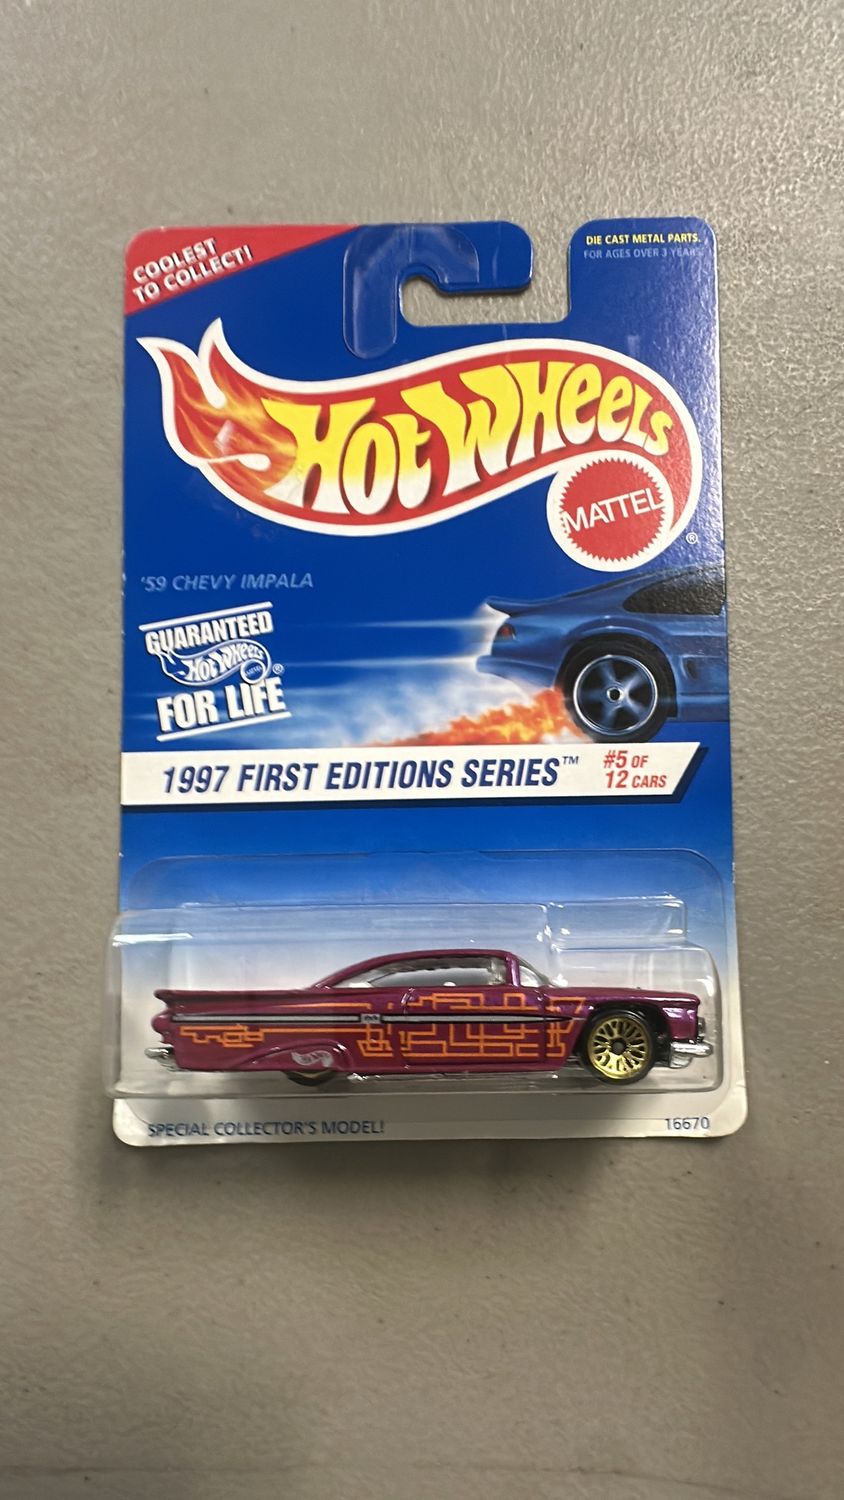 COOLEST
TO COLLECT!
DIE CAST METAL PARTS.
FOR AGES OVER 3 YEARS.
HOT WHEELS
MATTEL
®
'59 CHEVY IMPALA
GUARANTEED
HOT WHEELS ®
FOR LIFE
1997 FIRST EDITIONS SERIES™
#5 OF
12 CARS
SPECIAL COLLECTOR'S MODEL!
16670